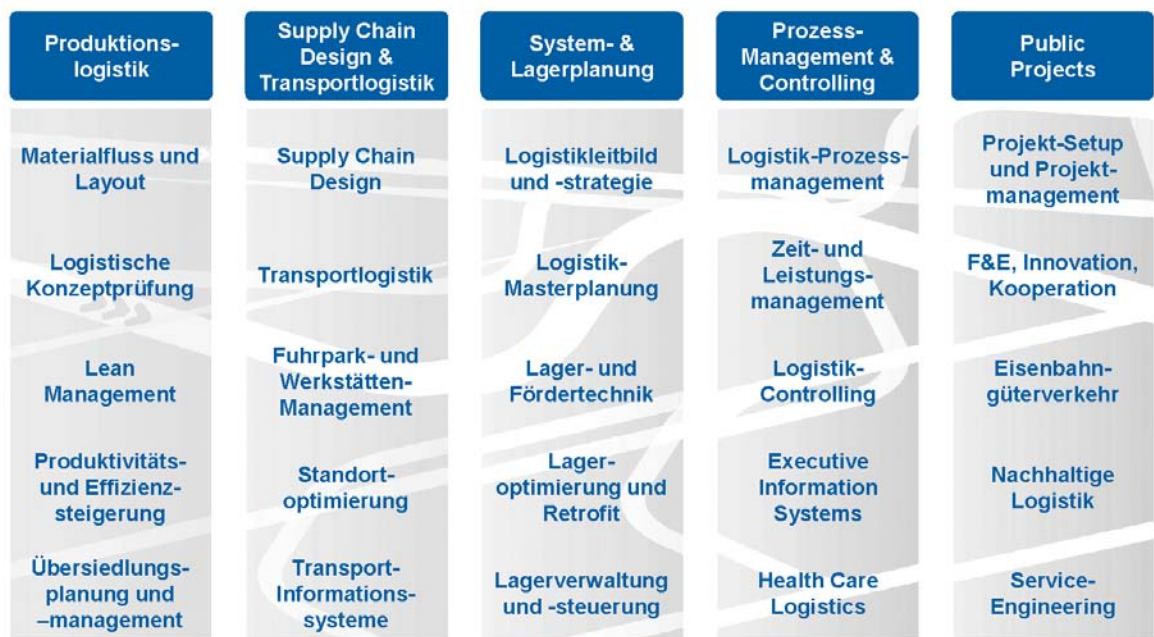 Produktions-
logistik
Materialfluss und
Layout
Logistische
Konzeptprüfung
Lean
Management
Produktivitäts-
und Effizienz-
steigerung
Übersiedlungs-
planung und
–management
Supply Chain
Design &
Transportlogistik
Supply Chain
Design
Transportlogistik
Fuhrpark- und
Werkstätten-
Management
Standort-
optimierung
Transport-
Informations-
systeme
System- &
Lagerplanung
Logistikleitbild
und -strategie
Logistik-
Masterplanung
Lager- und
Fördertechnik
Lager-
optimierung und
Retrofit
Lagerverwaltung
und -steuerung
Prozess-
Management &
Controlling
Logistik-Prozess-
management
Zeit- und
Leistungs-
management
Logistik-
Controlling
Executive
Information
Systems
Health Care
Logistics
Public
Projects
Projekt-Setup
und Projekt-
management
F&E, Innovation,
Kooperation
Eisenbahn-
güterverkehr
Nachhaltige
Logistik
Service-
Engineering